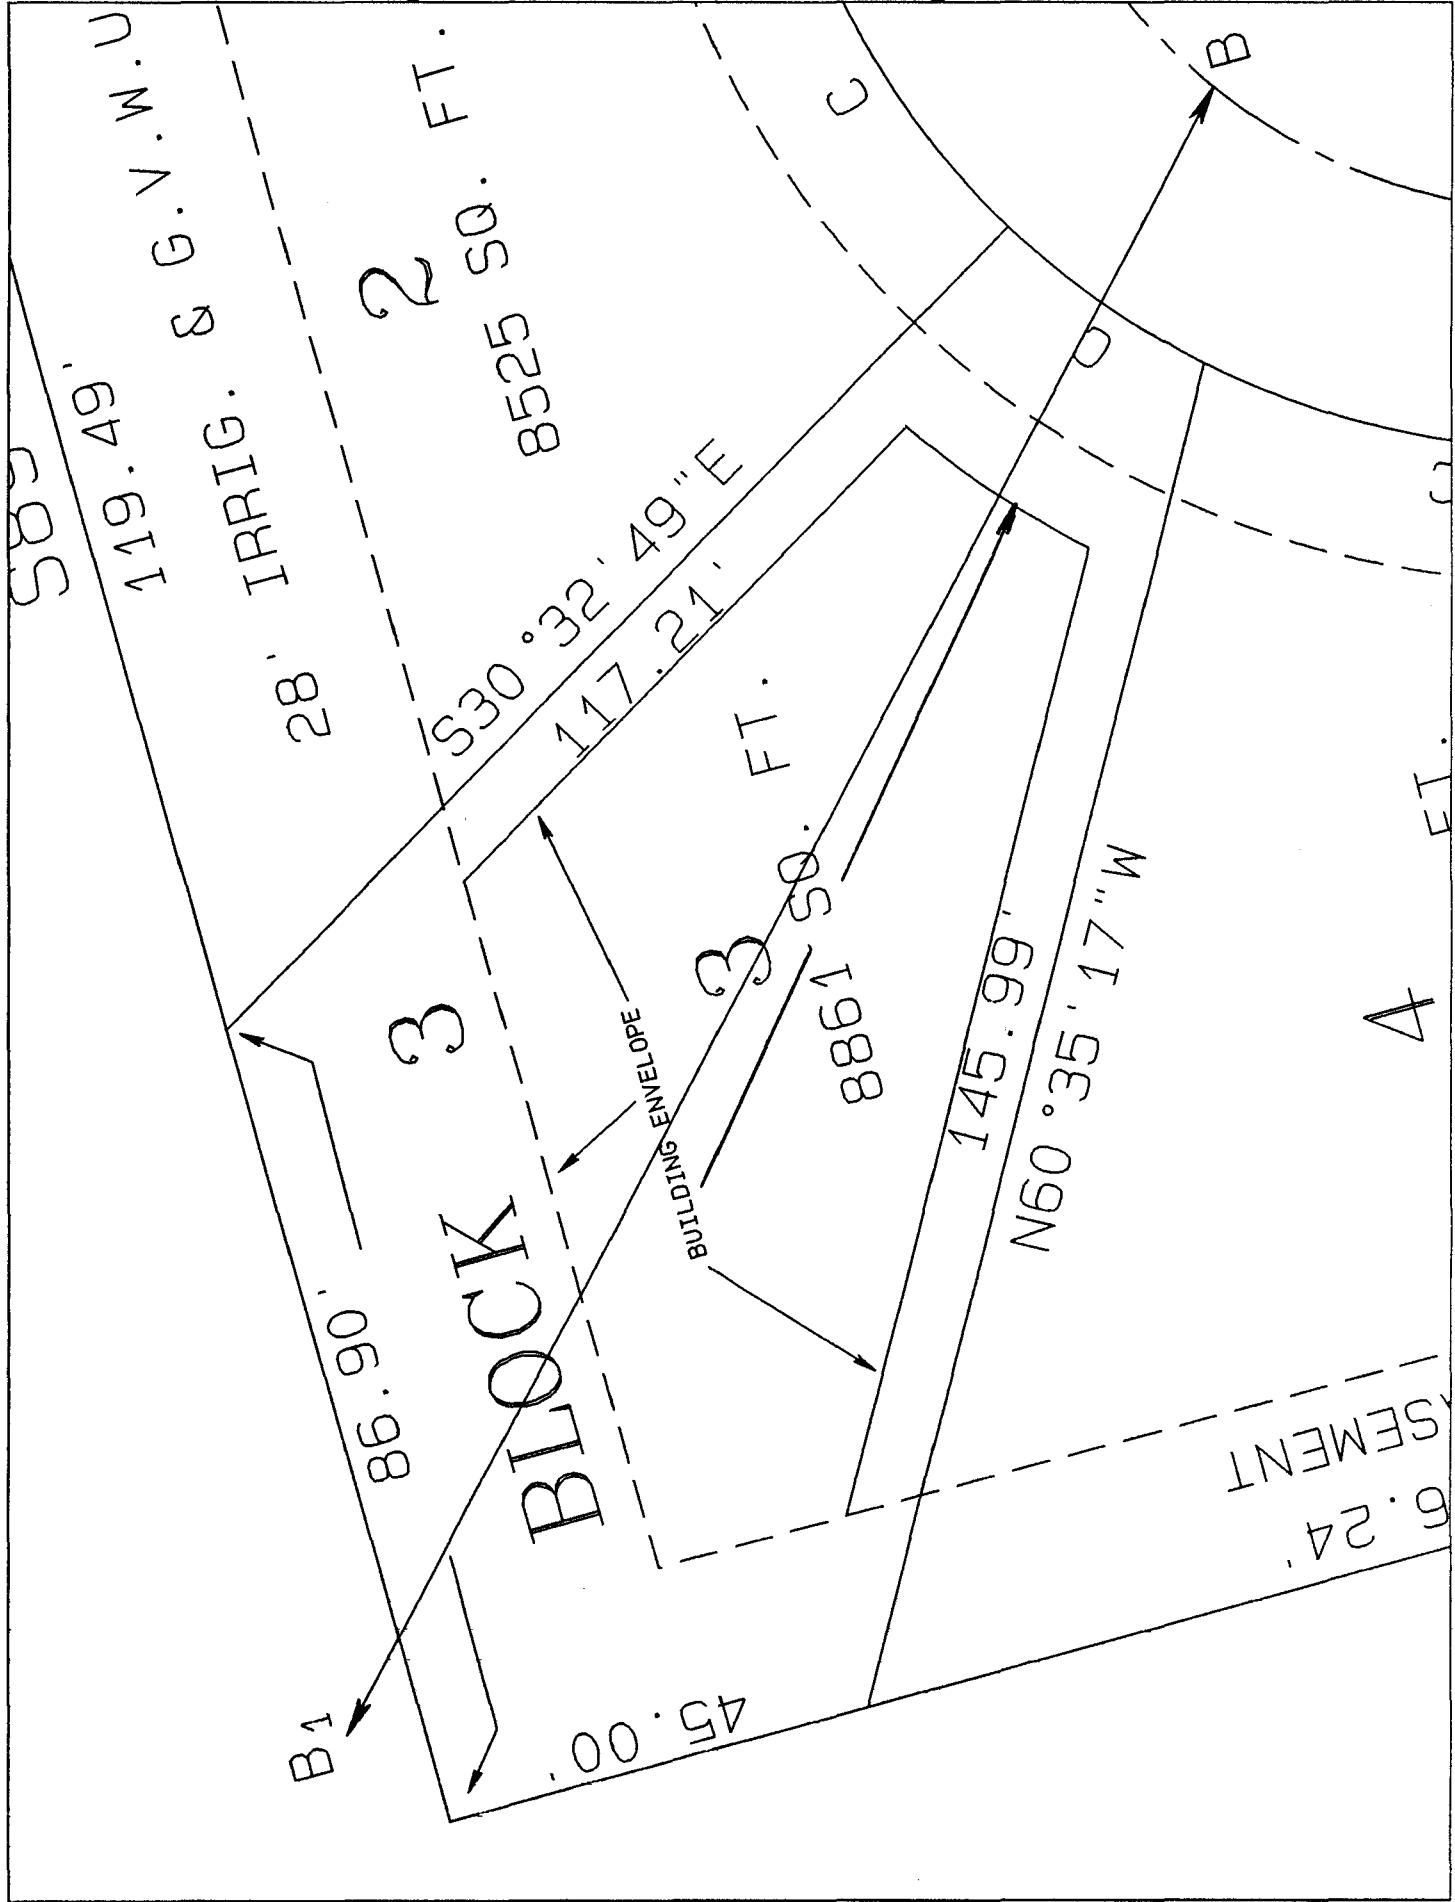 S89
119.49'
28' IRRIG. & G.V.M.U
2
8525 SQ. FT.
C
B
S30°32'49"E
117.21'
86.90'
BLOCK 3
B1
BUILDING ENVELOPE
3
8861 SQ. FT.
145.99'
N60°35'17"W
45.00'
4
FT.
6.24'
SEMENT